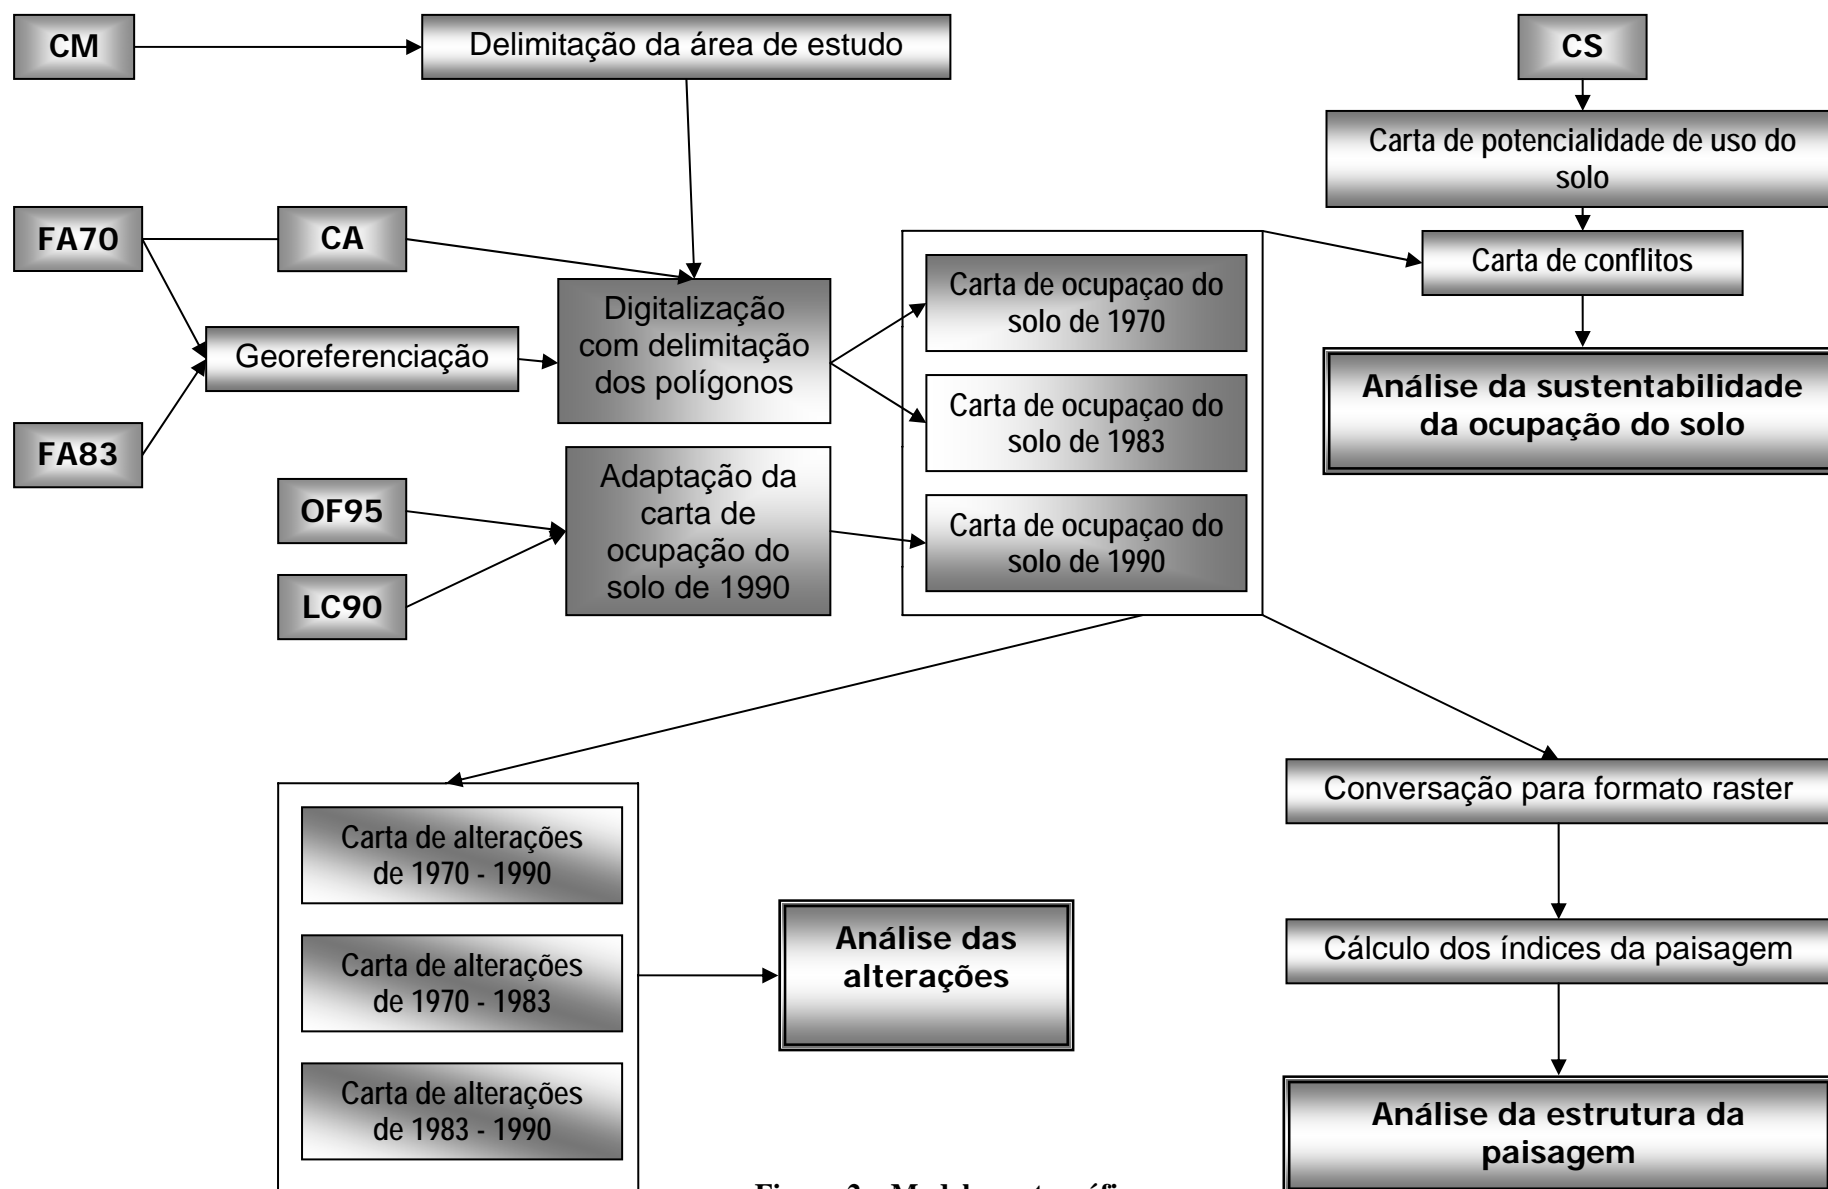 CM
Delimitação da área de estudo
CS
Carta de potencialidade de uso do
solo
FA70
CA
Carta de conflitos
Digitalização
com delimitação
dos polígonos
Carta de ocupaçao do
solo de 1970
Georeferenciação
Carta de ocupaçao do
solo de 1983
Análise da sustentabilidade
da ocupação do solo
FA83
OF95
LC90
Adaptação da
carta de
ocupação do
solo de 1990
Carta de ocupaçao do
solo de 1990
Carta de alterações
de 1970 - 1990
Carta de alterações
de 1970 - 1983
Carta de alterações
de 1983 - 1990
Análise das
alterações
Conversação para formato raster
Cálculo dos índices da paisagem
Análise da estrutura da
paisagem